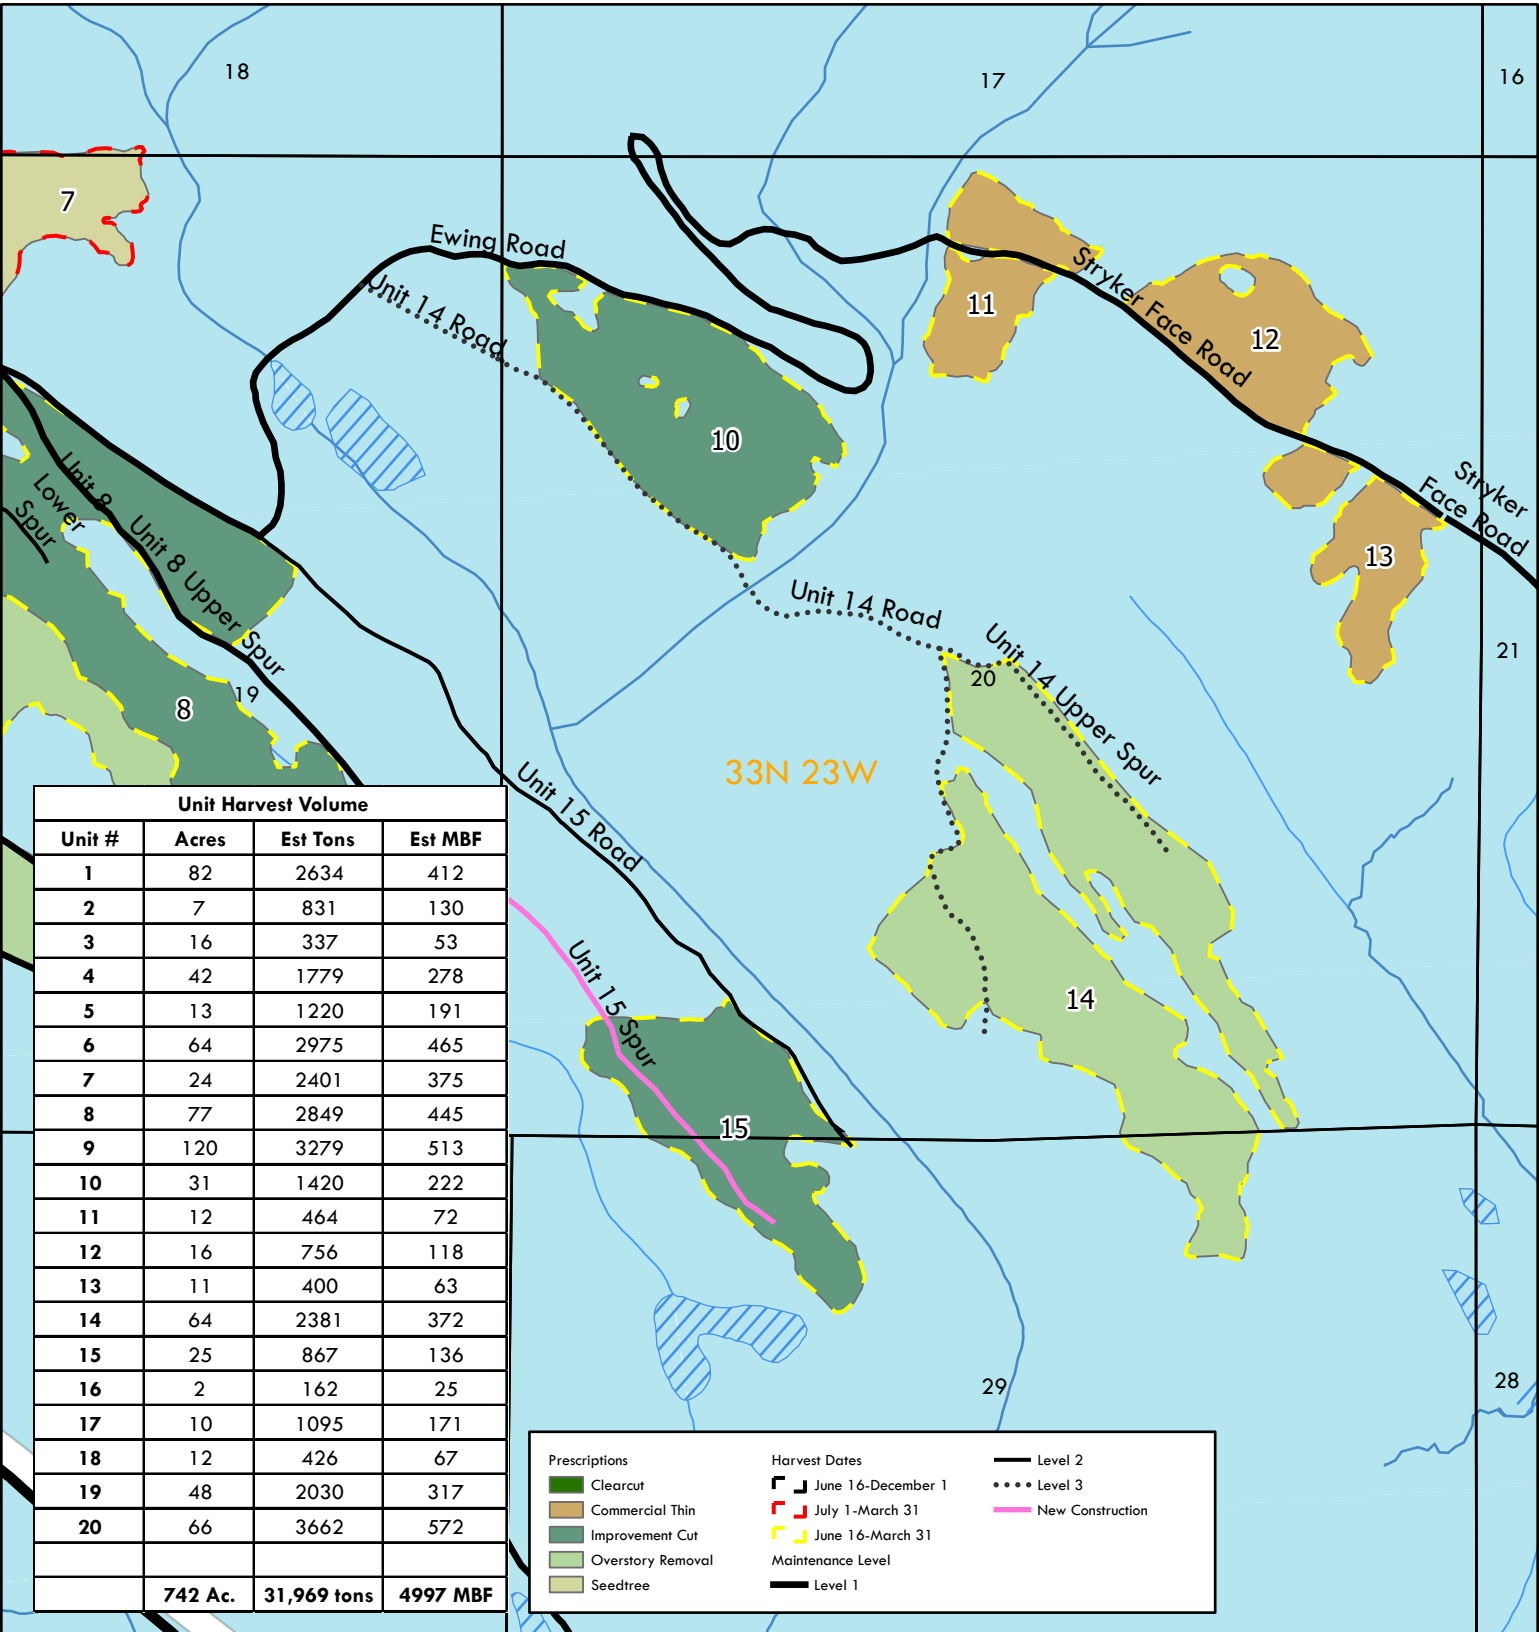 18
17
16
7
Ewing Road
Unit 14 Road
11
Stryker Face Road
12
10
Unit 8
Lower
Spur
Unit 8 Upper Spur
Stryker
Face Road
13
Unit 14 Road
Unit 14 Upper Spur
20
21
19
8
33N 23W
Unit 15 Road
Unit 15 Spur
14
15
29
28
Unit Harvest Volume
Unit # Acres Est Tons Est MBF
1 82 2634 412
2 7 831 130
3 16 337 53
4 42 1779 278
5 13 1220 191
6 64 2975 465
7 24 2401 375
8 77 2849 445
9 120 3279 513
10 31 1420 222
11 12 464 72
12 16 756 118
13 11 400 63
14 64 2381 372
15 25 867 136
16 2 162 25
17 10 1095 171
18 12 426 67
19 48 2030 317
20 66 3662 572
742 Ac. 31,969 tons 4997 MBF
Prescriptions
Clearcut
Commercial Thin
Improvement Cut
Overstory Removal
Seedtree
Harvest Dates
June 16-December 1
July 1-March 31
June 16-March 31
Maintenance Level
Level 1
Level 2
Level 3
New Construction